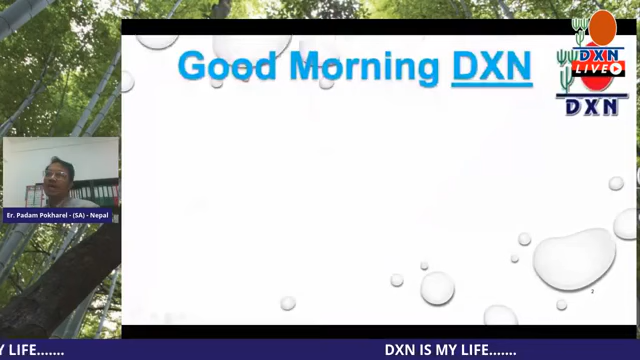 Good Morning DXN
DXN
LIVE
DXN
Er. Padam Pokharel - (SA) - Nepal
2
Y LIFE.......
DXN IS MY LIFE.......